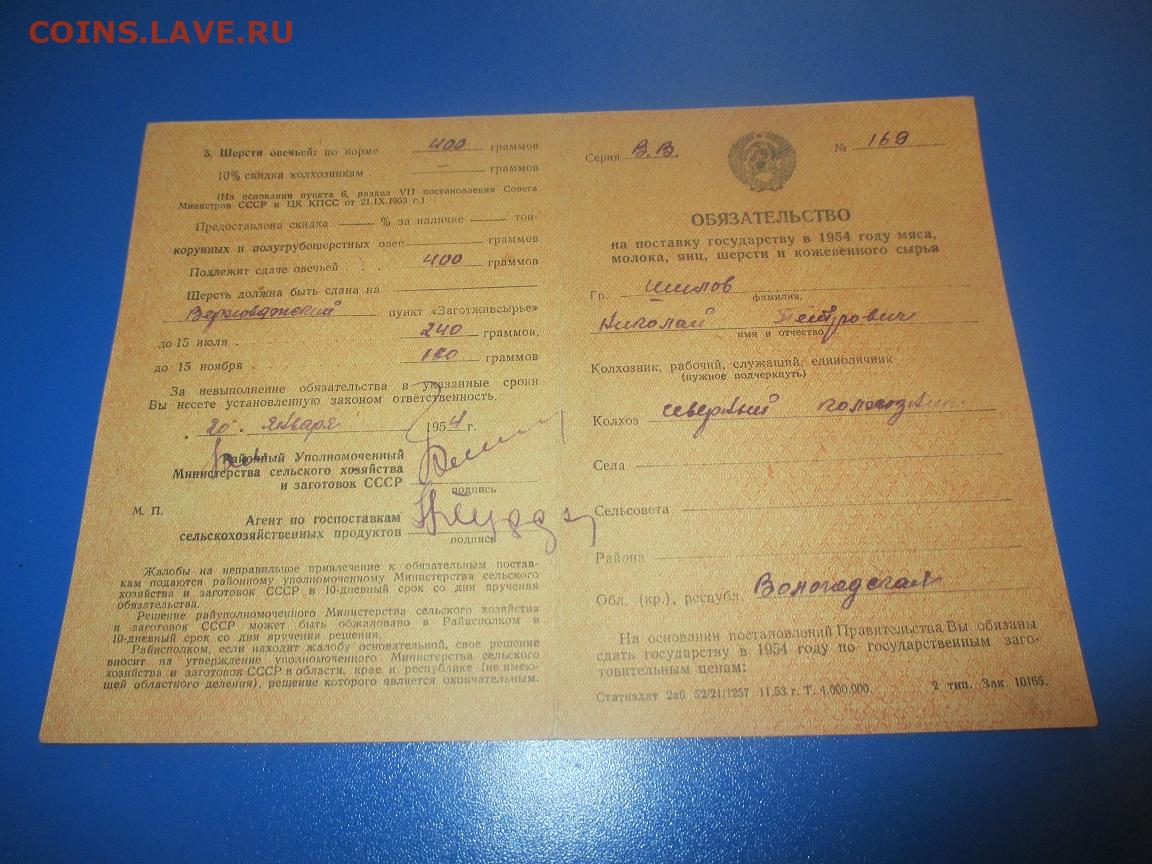 COINS.LAVE.RU
5. Шерсти овечьей: по норме 400 граммов
10% скидка колхозникам — граммов
(На основании пункта 6, раздел VII постановления Совета
Министров СССР и ЦК КПСС от 21.IX.1953 г.)
Предоставлена скидка % за наличие тон-
корунных и полугрубошерстных овец граммов
Подлежит сдаче овечьей . . . 400 граммов
Шерсть должна быть сдана на
Верховажский пункт «Заготживсырье»
до 15 июля . . 240 граммов,
до 15 ноября . . 160 граммов
За невыполнение обязательства в указанные сроки
Вы несете установленную законом ответственность.
„20" января 1954 г.
Районный Уполномоченный
Министерства сельского хозяйства
и заготовок СССР
подпись
М. П.
Агент по госпоставкам
сельскохозяйственных продуктов
подпись
Жалобы на неправильное привлечение к обязательным постав-
кам подаются районному уполномоченному Министерства сельского
хозяйства и заготовок СССР в 10-дневный срок со дня вручения
обязательства.
Решение райуполномоченного Министерства сельского хозяйства
и заготовок СССР может быть обжаловано в Райисполком в
10-дневный срок со дня вручения решения.
Райисполком, если находит жалобу основательной, свое решение
вносит на утверждение уполномоченного Министерства сельского
хозяйства и заготовок СССР в области, крае и республике (не имею-
щей областного деления), решение которого является окончательным.
Серия В.В. № 169
ОБЯЗАТЕЛЬСТВО
на поставку государству в 1954 году мяса,
молока, яиц, шерсти и кожевенного сырья
Гр. Шилов
фамилия,
Николай Петрович
имя и отчество
Колхозник, рабочий, служащий, единоличник
(нужное подчеркнуть)
Колхоз Северный
Села
Сельсовета
Района
Обл. (кр.), республ. Вологодская
На основании постановлений Правительства Вы обязаны
сдать государству в 1954 году по государственным заго-
товительным ценам:
Статиздат 2аб 52/21/1257 11.53 г. Т. 4.000.000. 2 тип. Зак. 10165.